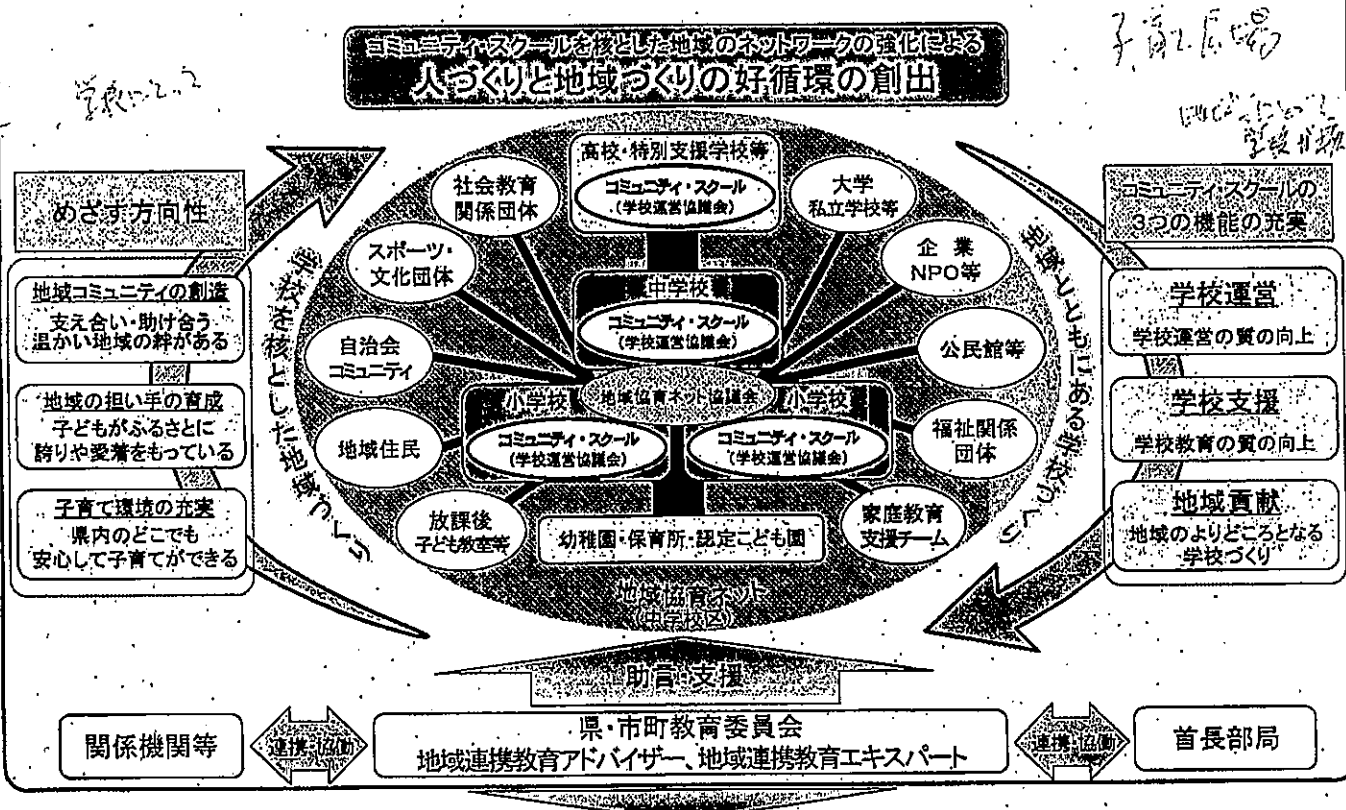 コミュニティ・スクールを核とした地域のネットワークの強化による
人づくりと地域づくりの好循環の創出
めざす方向性
地域コミュニティの創造
支え合い・助け合う
温かい地域の絆がある
地域の担い手の育成
子どもがふるさとに
誇りや愛着をもっている
子育て環境の充実
県内のどこでも
安心して子育てができる
学校を核とした地域づくり
高校・特別支援学校等
コミュニティ・スクール
(学校運営協議会)
社会教育
関係団体
大学
私立学校等
スポーツ・
文化団体
企業
NPO等
中学校
コミュニティ・スクール
(学校運営協議会)
自治会
コミュニティ
公民館等
地域協育ネット協議会
小学校
コミュニティ・スクール
(学校運営協議会)
小学校
コミュニティ・スクール
(学校運営協議会)
地域住民
福祉関係
団体
放課後
子ども教室等
幼稚園・保育所・認定こども園
家庭教育
支援チーム
地域協育ネット
(中学校区)
地域とともにある学校づくり
コミュニティ・スクールの
3つの機能の充実
学校運営
学校運営の質の向上
学校支援
学校教育の質の向上
地域貢献
地域のよりどころとなる
学校づくり
助言・支援
関係機関等
連携・協働
県・市町教育委員会
地域連携教育アドバイザー、地域連携教育エキスパート
連携・協働
首長部局